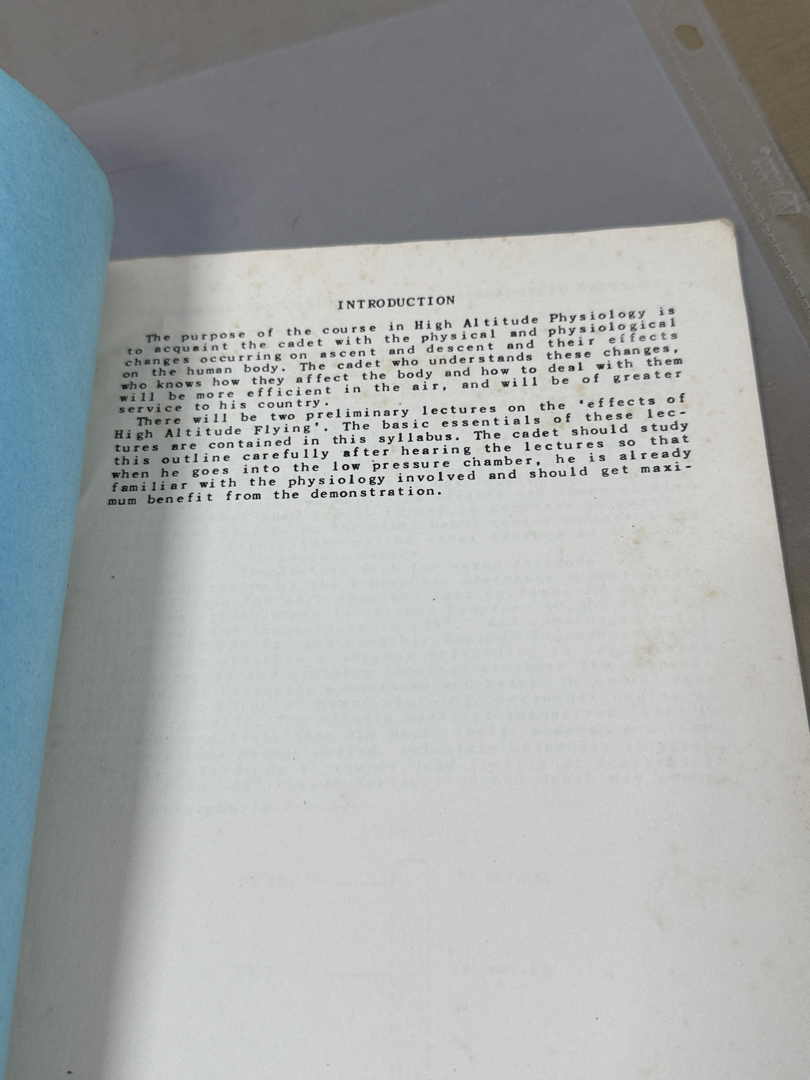 INTRODUCTION
The purpose of the course in High Altitude Physiology is
to acquaint the cadet with the physical and physiological
changes occurring on ascent and descent and their effects
on the human body. The cadet who understands these changes,
who knows how they affect the body and how to deal with them
will be more efficient in the air, and will be of greater
service to his country.
There will be two preliminary lectures on the 'effects of
High Altitude Flying'. The basic essentials of these lec-
tures are contained in this syllabus. The cadet should study
this outline carefully after hearing the lectures so that
when he goes into the low pressure chamber, he is already
familiar with the physiology involved and should get maxi-
mum benefit from the demonstration.